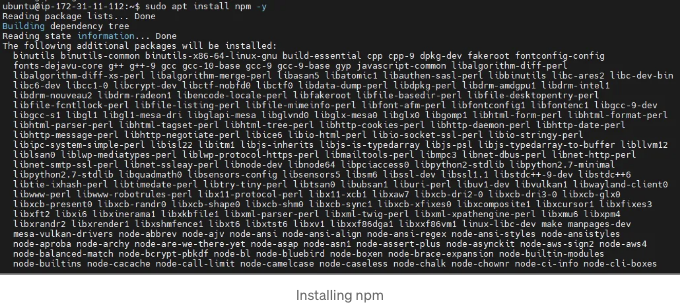 ubuntu@ip-172-31-11-112:~$ sudo apt install npm -y
Reading package lists... Done
Building dependency tree
Reading state information... Done
The following additional packages will be installed:
binutils binutils-common binutils-x86-64-linux-gnu build-essential cpp cpp-9 dpkg-dev fakeroot fontconfig-config
fonts-dejavu-core g++ g++-9 gcc gcc-10-base gcc-9 gcc-9-base gyp javascript-common libalgorithm-diff-perl
libalgorithm-diff-xs-perl libalgorithm-merge-perl libasan5 libatomic1 libauthen-sasl-perl libbinutils libc-ares2 libc-dev-bin
libc6-dev libcc1-0 libcrypt-dev libctf-nobfd0 libctf0 libdata-dump-perl libdpkg-perl libdrm-amdgpu1 libdrm-intel1
libdrm-nouveau2 libdrm-radeon1 libencode-locale-perl libfakeroot libfile-basedir-perl libfile-desktopentry-perl
libfile-fcntllock-perl libfile-listing-perl libfile-mimeinfo-perl libfont-afm-perl libfontconfig1 libfontenc1 libgcc-9-dev
libgcc-s1 libgl1 libgl1-mesa-dri libglapi-mesa libglvnd0 libglx-mesa0 libglx0 libgomp1 libhtml-form-perl libhtml-format-perl
libhtml-parser-perl libhtml-tagset-perl libhtml-tree-perl libhttp-cookies-perl libhttp-daemon-perl libhttp-date-perl
libhttp-message-perl libhttp-negotiate-perl libice6 libio-html-perl libio-socket-ssl-perl libio-stringy-perl
libipc-system-simple-perl libisl22 libitm1 libjs-inherits libjs-is-typedarray libjs-psl libjs-typedarray-to-buffer libllvm12
liblsan0 liblwp-mediatypes-perl liblwp-protocol-https-perl libmailtools-perl libmpc3 libnet-dbus-perl libnet-http-perl
libnet-smtp-ssl-perl libnet-ssleay-perl libnode-dev libnode64 libpciaccess0 libpython2-stdlib libpython2.7-minimal
libpython2.7-stdlib libquadmath0 libsensors-config libsensors5 libsm6 libssl-dev libssl1.1 libstdc++-9-dev libstdc++6
libtie-ixhash-perl libtimedate-perl libtry-tiny-perl libtsan0 libubsan1 liburi-perl libuv1-dev libvulkan1 libwayland-client0
libwww-perl libwww-robotrules-perl libx11-protocol-perl libx11-xcb1 libxaw7 libxcb-dri2-0 libxcb-dri3-0 libxcb-glx0
libxcb-present0 libxcb-randr0 libxcb-shape0 libxcb-shm0 libxcb-sync1 libxcb-xfixes0 libxcomposite1 libxcursor1 libxfixes3
libxft2 libxi6 libxinerama1 libxkbfile1 libxml-parser-perl libxml-twig-perl libxml-xpathengine-perl libxmu6 libxpm4
libxrandr2 libxrender1 libxshmfence1 libxt6 libxtst6 libxv1 libxxf86dga1 libxxf86vm1 linux-libc-dev make manpages-dev
mesa-vulkan-drivers node-abbrev node-ajv node-ansi node-ansi-align node-ansi-regex node-ansi-styles node-ansistyles
node-aproba node-archy node-are-we-there-yet node-asap node-asn1 node-assert-plus node-asynckit node-aws-sign2 node-aws4
node-balanced-match node-bcrypt-pbkdf node-bl node-bluebird node-boxen node-brace-expansion node-builtin-modules
node-builtins node-cacache node-call-limit node-camelcase node-caseless node-chalk node-chownr node-ci-info node-cli-boxes
Installing npm